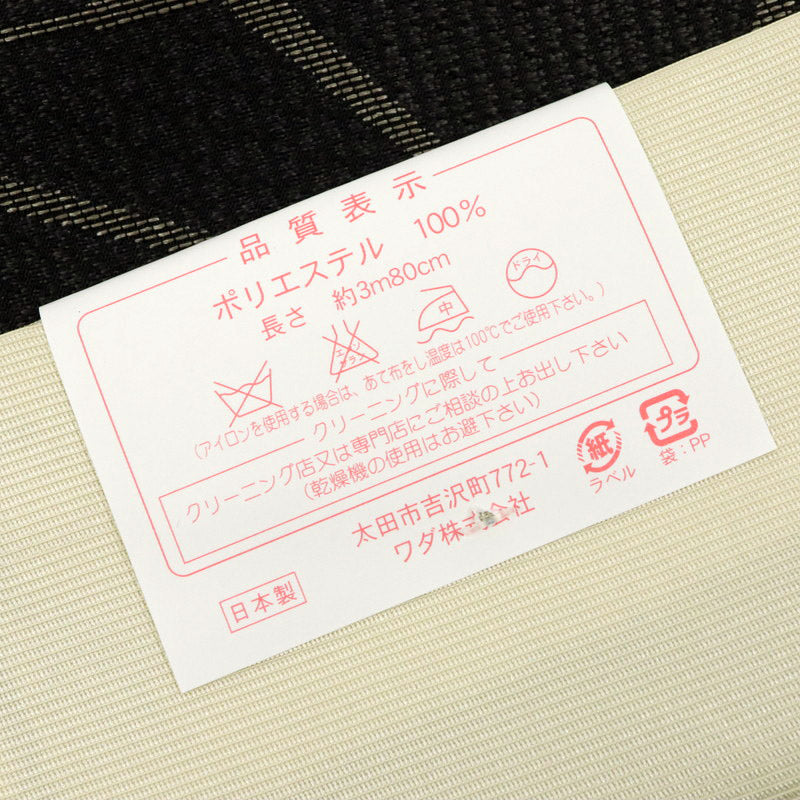 品質表示
ポリエステル 100%
長さ 約3m80cm
エンソサラシ
中
ドライ
(アイロンを使用する場合は、あて布をし温度は100℃でご使用下さい。)
クリーニングに際して
クリーニング店又は専門店にご相談の上お出し下さい
(乾燥機の使用はお避下さい)
太田市吉沢町772-1
ワダ株式会社
紙
ラベル
プラ
袋:PP
日本製